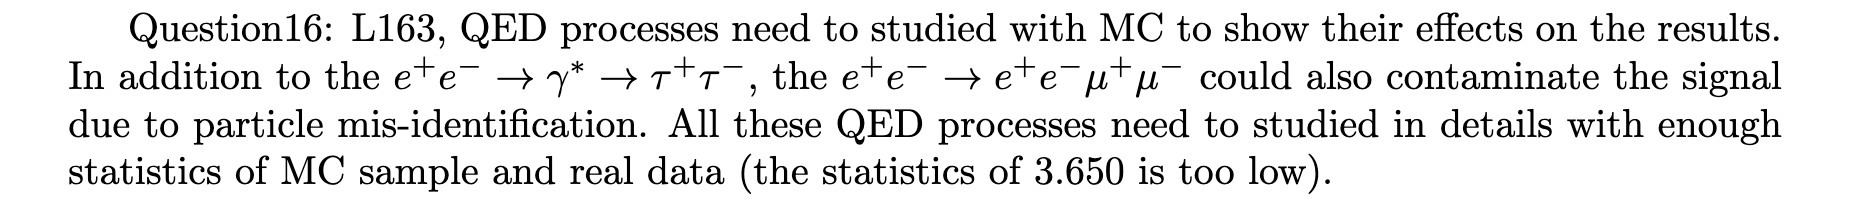 Question16: L163, QED processes need to studied with MC to show their effects on the results.
In addition to the e⁺e⁻ → γ* → τ⁺τ⁻, the e⁺e⁻ → e⁺e⁻μ⁺μ⁻ could also contaminate the signal
due to particle mis-identification. All these QED processes need to studied in details with enough
statistics of MC sample and real data (the statistics of 3.650 is too low).